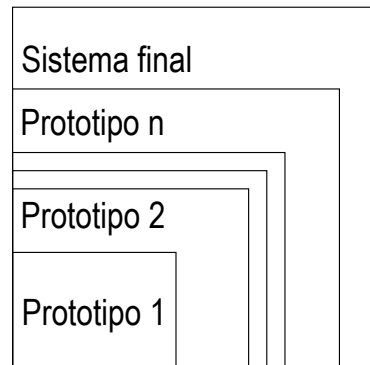 Sistema final
Prototipo n
Prototipo 2
Prototipo 1